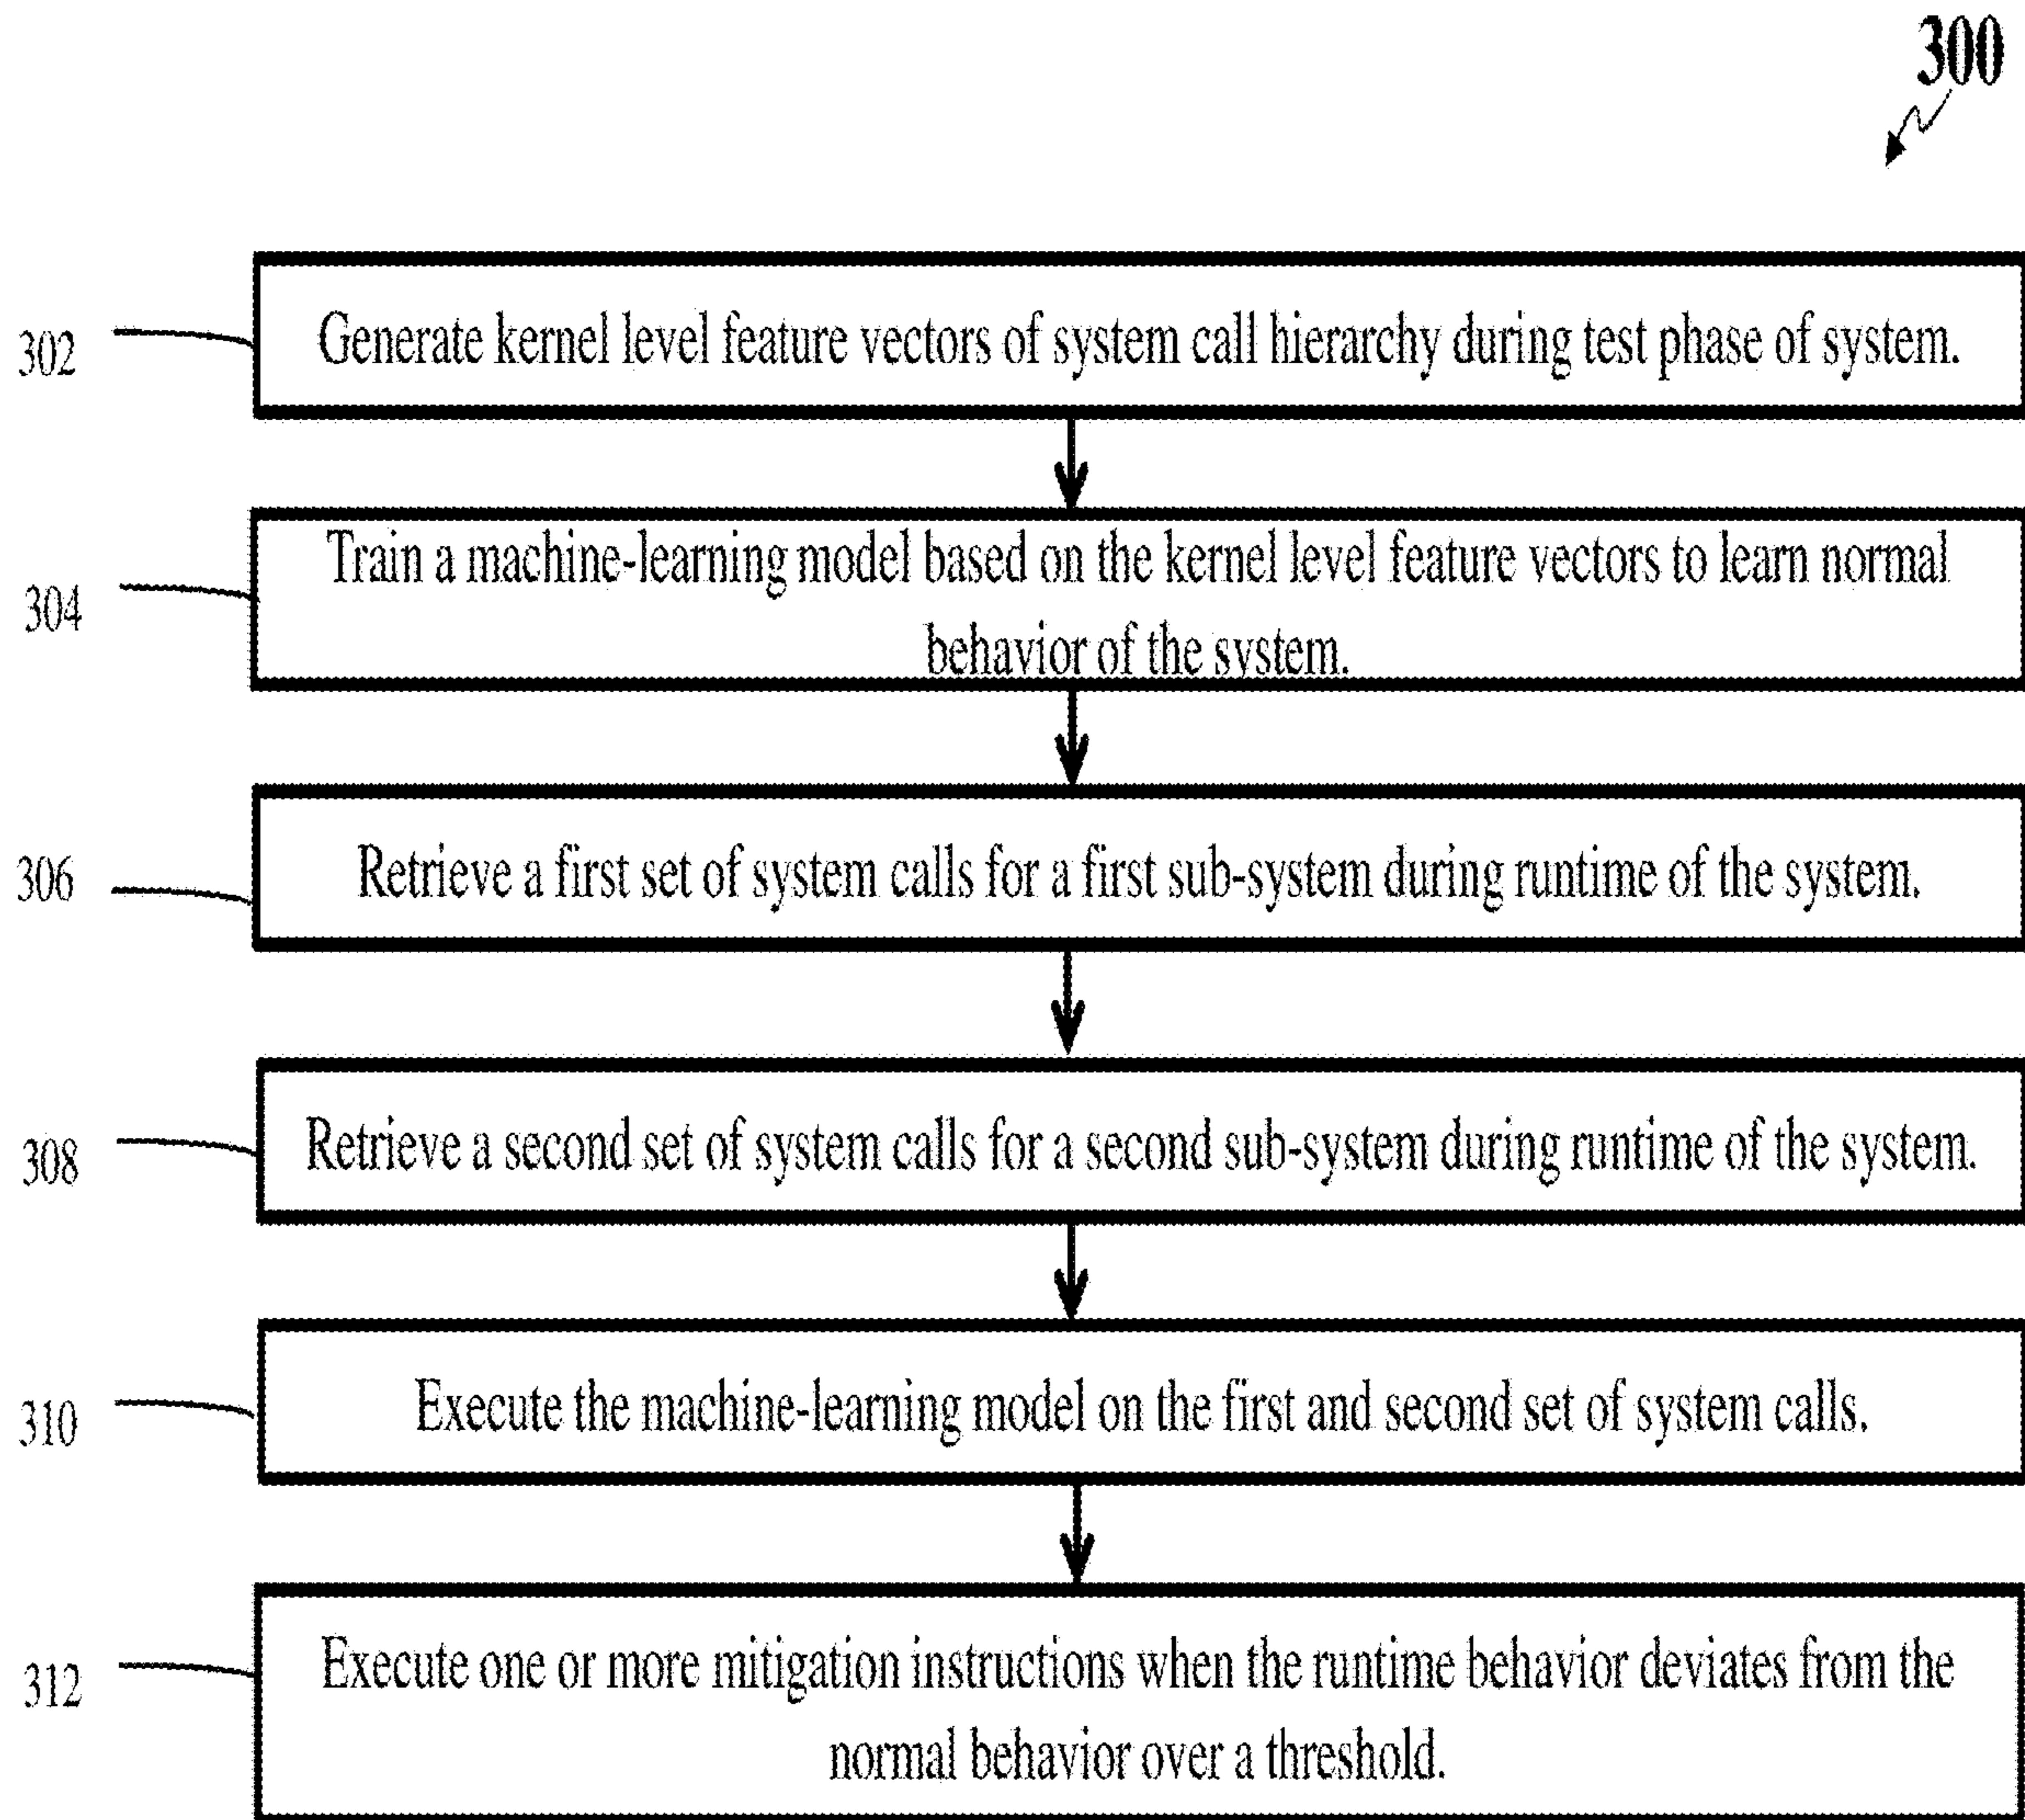 300
302
Generate kernel level feature vectors of system call hierarchy during test phase of system.
304
Train a machine-learning model based on the kernel level feature vectors to learn normal
behavior of the system.
306
Retrieve a first set of system calls for a first sub-system during runtime of the system.
308
Retrieve a second set of system calls for a second sub-system during runtime of the system.
310
Execute the machine-learning model on the first and second set of system calls.
312
Execute one or more mitigation instructions when the runtime behavior deviates from the
normal behavior over a threshold.